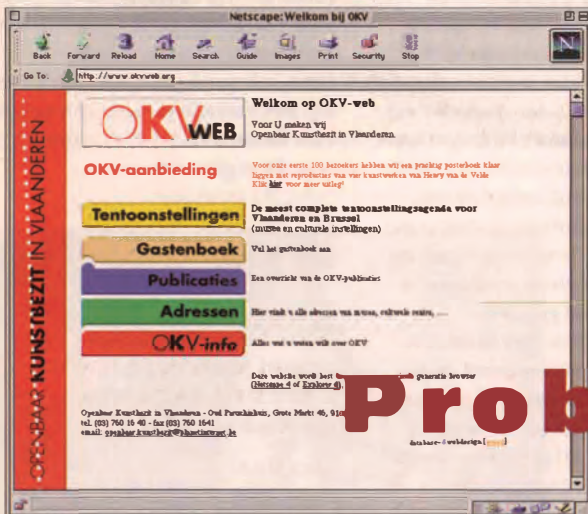 Netscape: Welkom bij OKV
Back Forward Reload Home Search Guide Images Print Security Stop
Go To: http://www.okvweb.org
OPENBAAR KUNSTBEZIT IN VLAANDEREN
OKV WEB
Welkom op OKV-web
Voor U maken wij
Openbaar Kunstbezit in Vlaanderen.
OKV-aanbieding
Voor onze eerste 100 bezoekers hebben wij een prachtig posterboek klaar
liggen met reproducties van vier kunstwerken van Henry van de Velde
Klik hier voor meer uitleg!
Tentoonstellingen
De meest complete tentoonstellingsagenda voor
Vlaanderen en Brussel
(musea en culturele instellingen)
Gastenboek
Vul het gastenboek aan
Publicaties
Een overzicht van de OKV-publicaties
Adressen
Hier vindt u alle adressen van musea, culturele centra, ....
OKV-info
Alles wat u weten wilt over OKV
Deze website wordt best generatie browser
(Netscape 4 of Explorer 4).
Prob
Openbaar Kunstbezit in Vlaanderen - Oud Parochiehuis, Grote Markt 46, 910
tel. (03) 760 16 40 - fax (03) 760 1641
email: openbaar.kunstbezit@planetinternet.be
database- & webdesign [